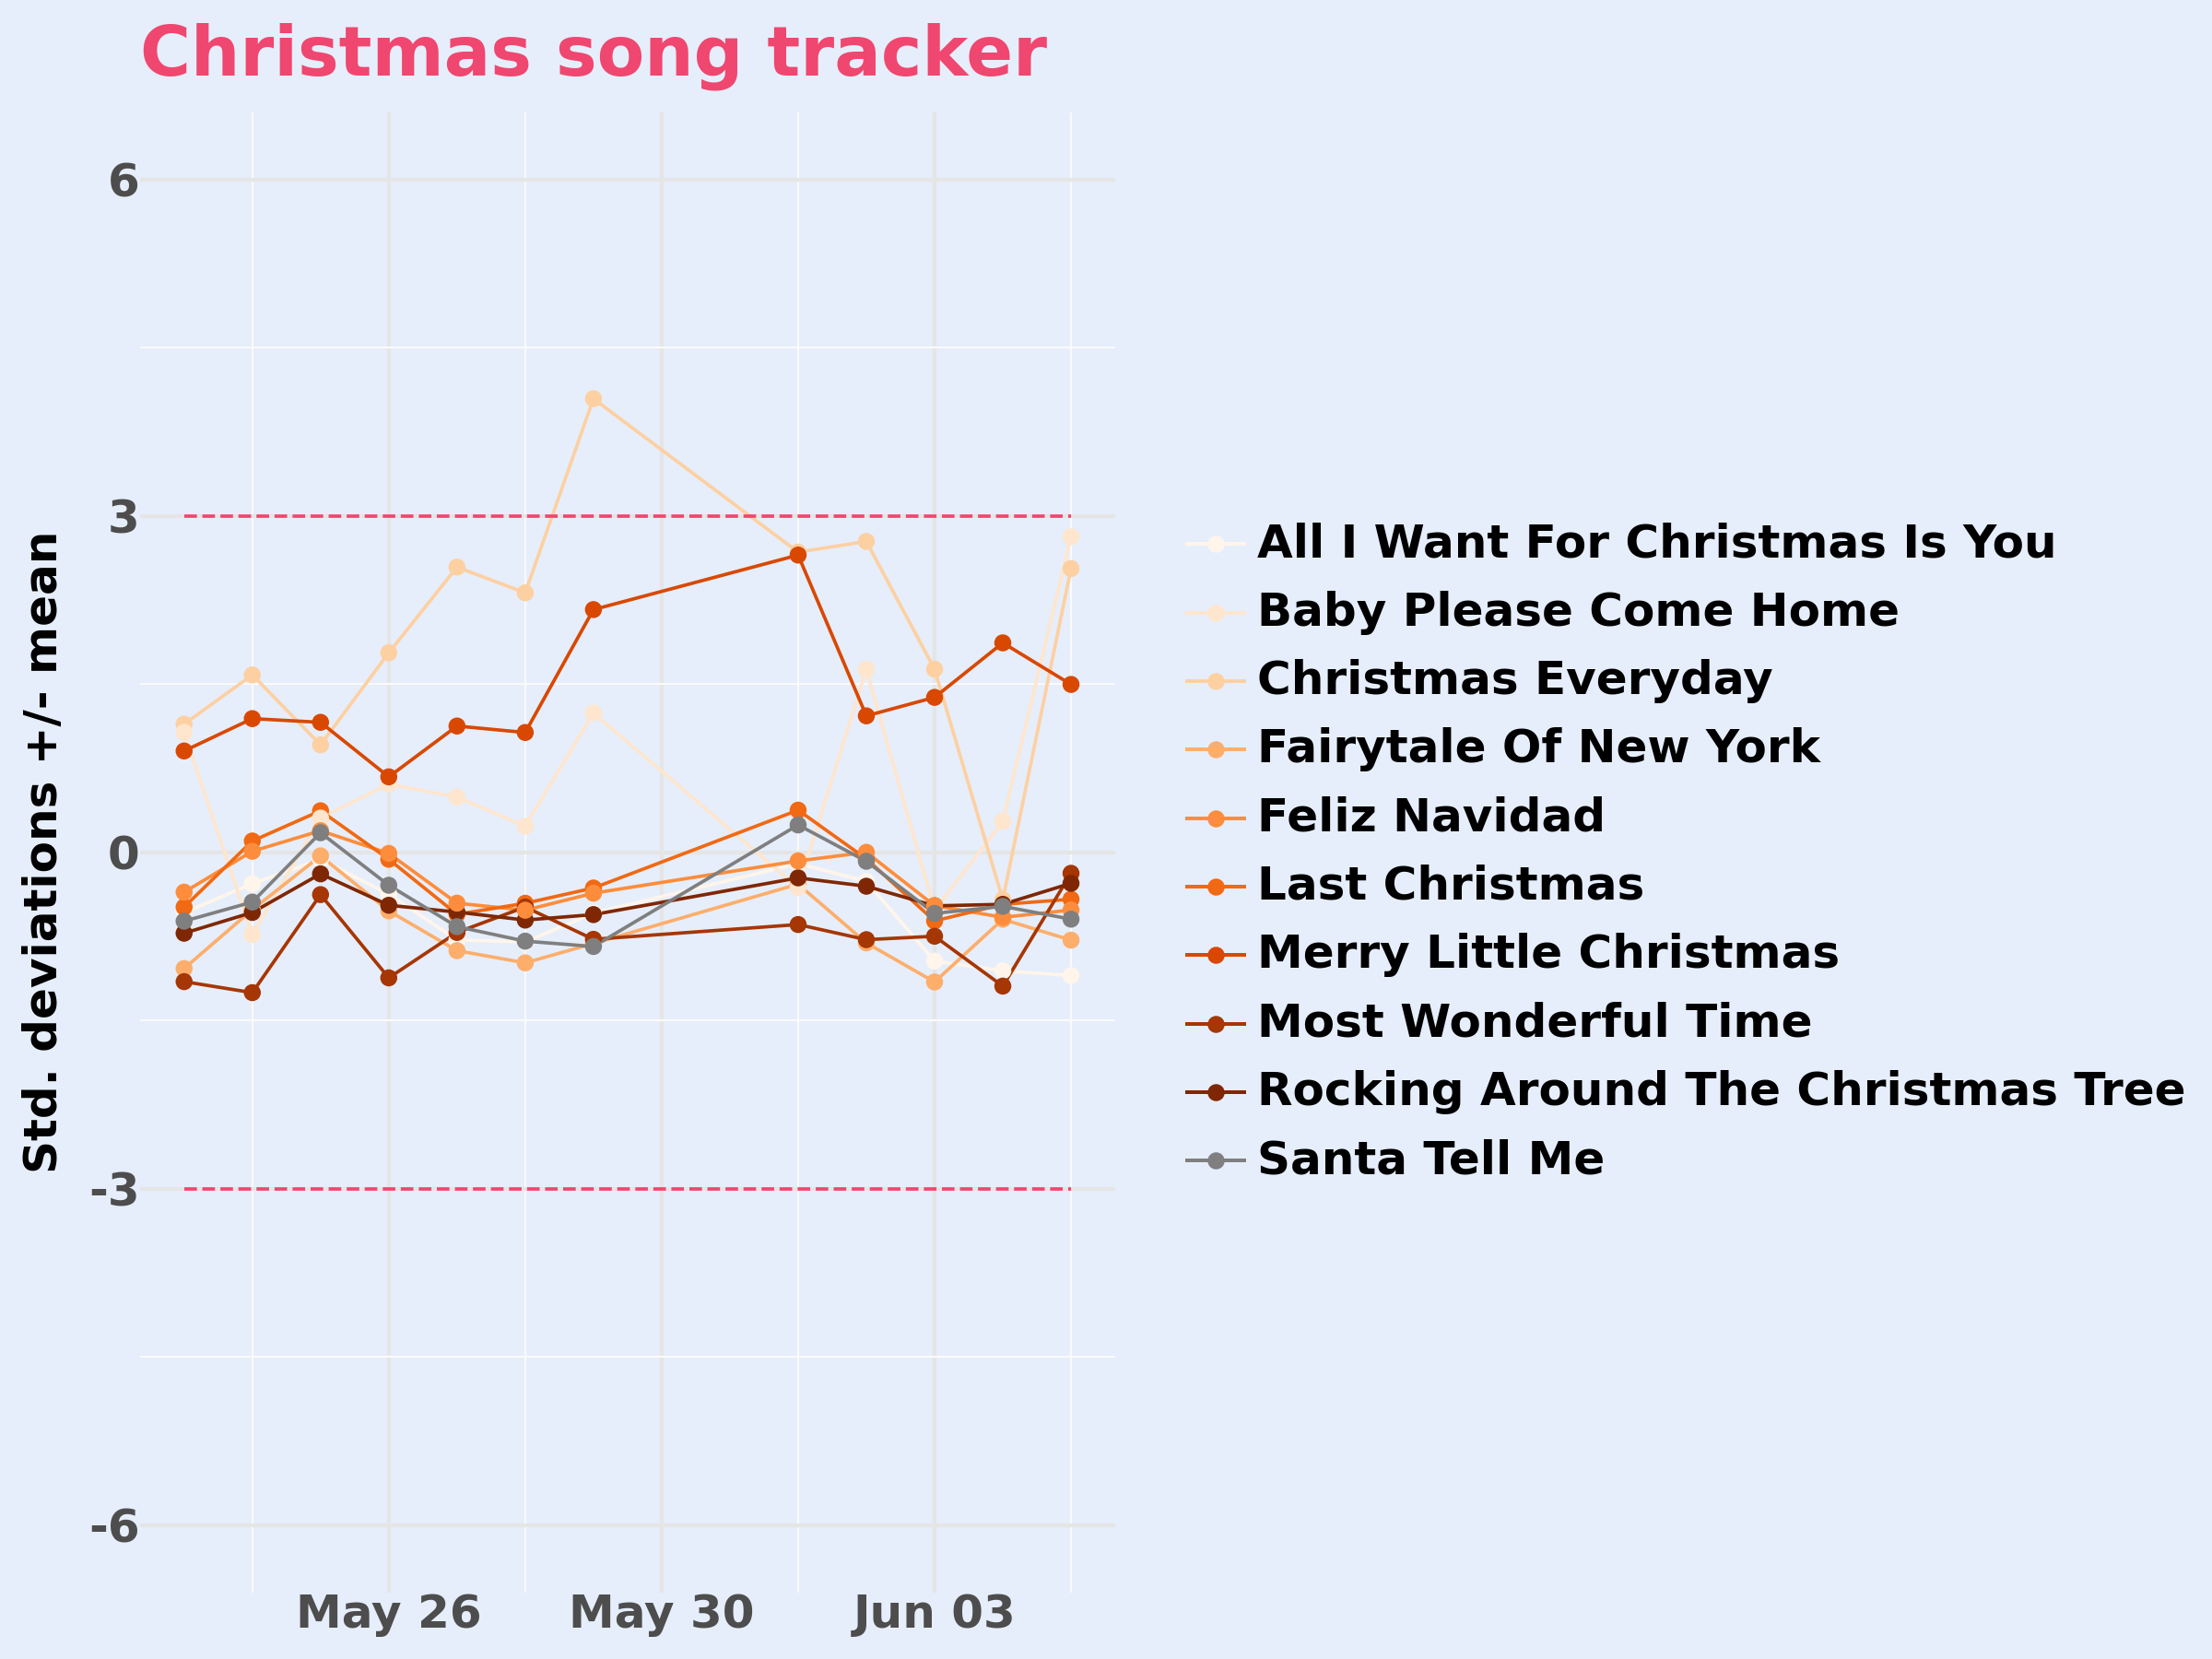 Christmas song tracker
Std. deviations +/- mean
6
3
0
-3
-6
May 26
May 30
Jun 03
All I Want For Christmas Is You
Baby Please Come Home
Christmas Everyday
Fairytale Of New York
Feliz Navidad
Last Christmas
Merry Little Christmas
Most Wonderful Time
Rocking Around The Christmas Tree
Santa Tell Me